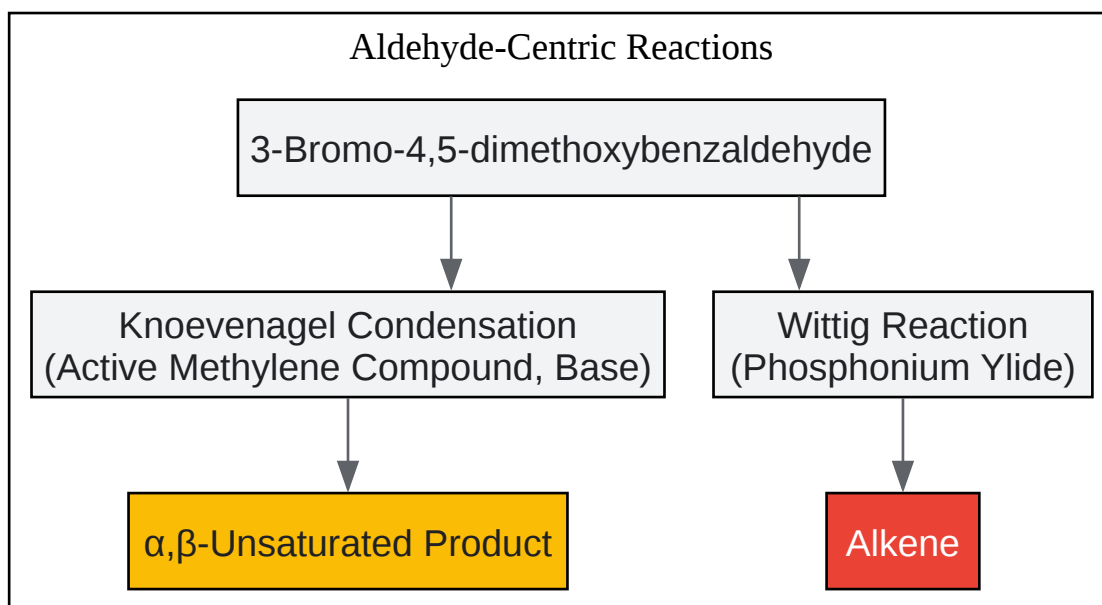 Aldehyde-Centric Reactions
3-Bromo-4,5-dimethoxybenzaldehyde
Knoevenagel Condensation
(Active Methylene Compound, Base)
Wittig Reaction
(Phosphonium Ylide)
α,β-Unsaturated Product
Alkene